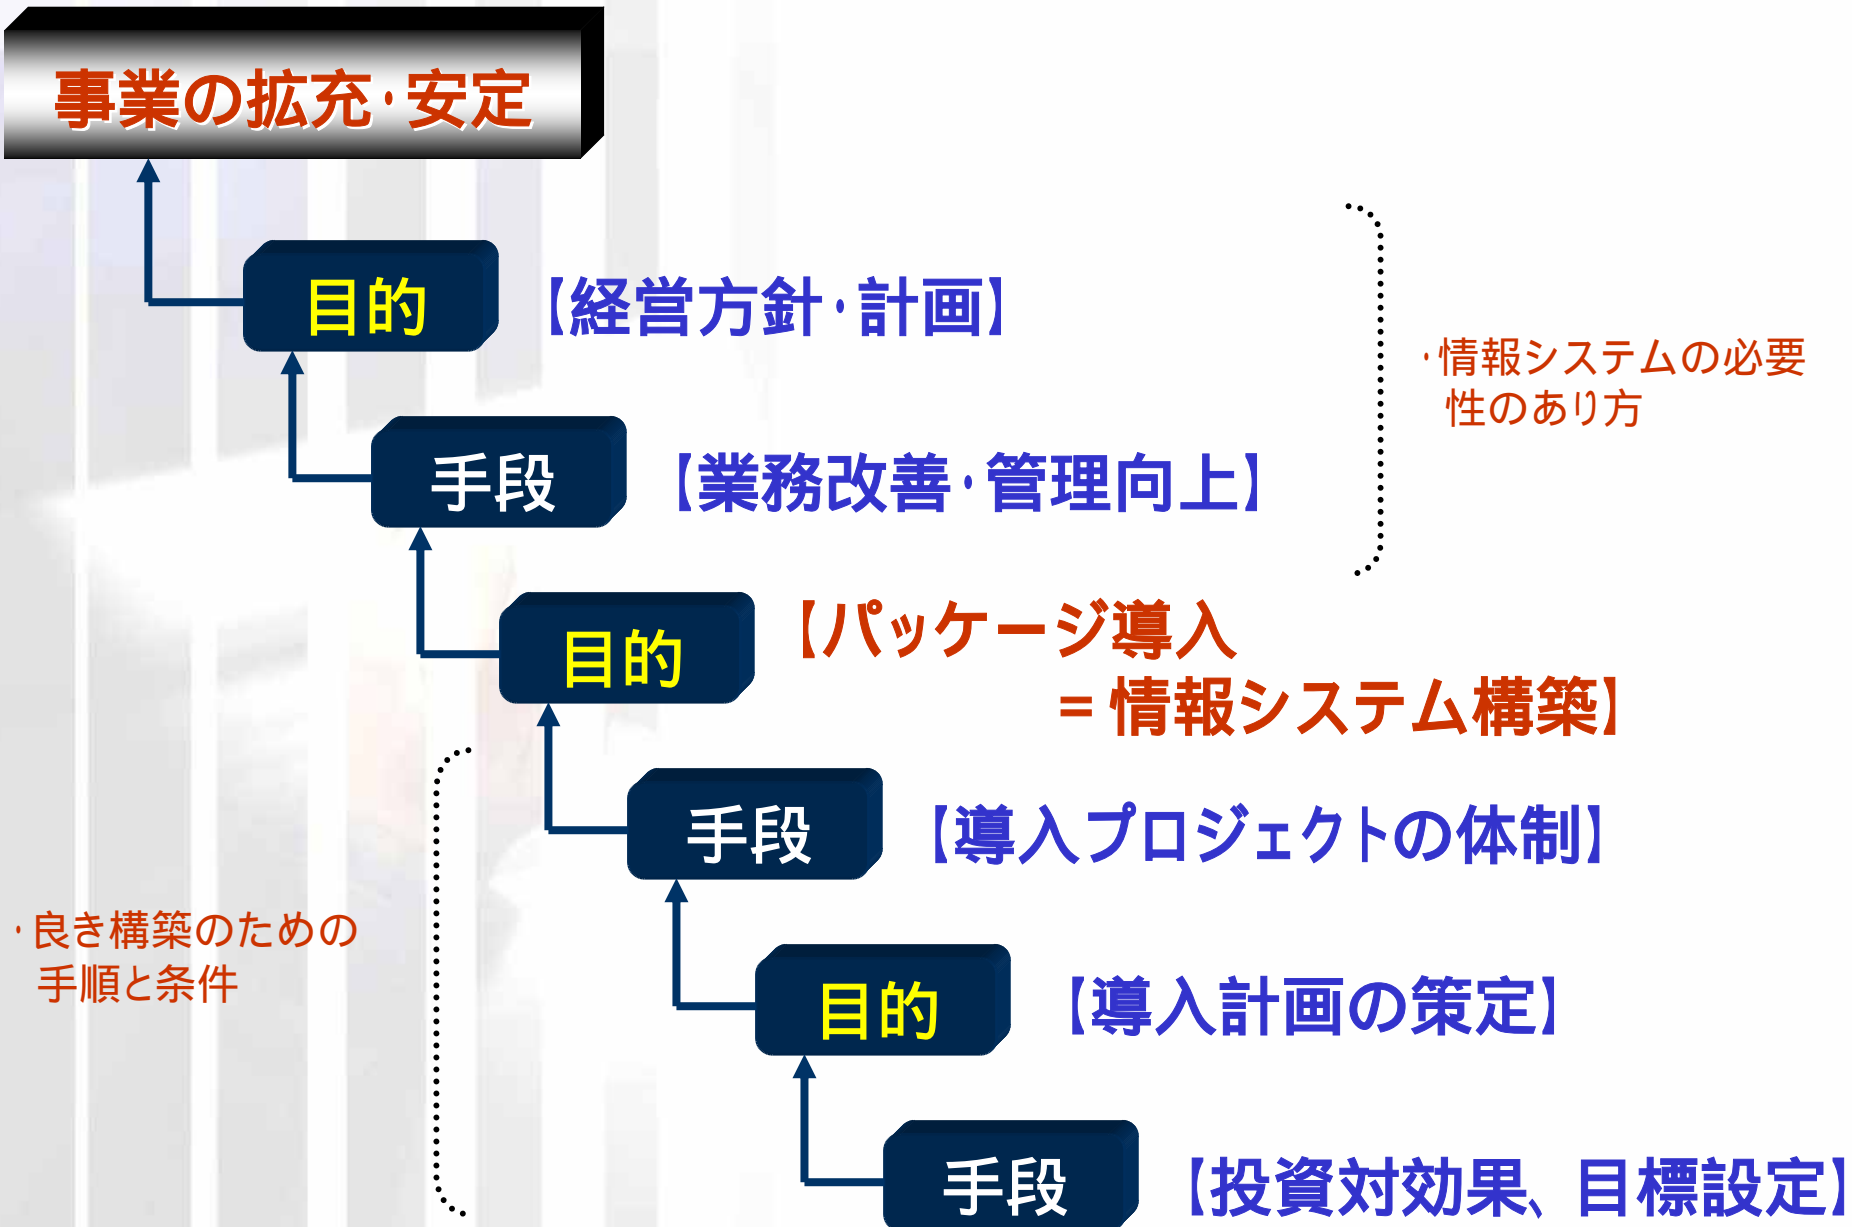 事業の拡充・安定
目的
【経営方針・計画】
・情報システムの必要
性のあり方
手段
【業務改善・管理向上】
目的
【パッケージ導入
=情報システム構築】
手段
【導入プロジェクトの体制】
・良き構築のための
手順と条件
目的
【導入計画の策定】
手段
【投資対効果、目標設定】